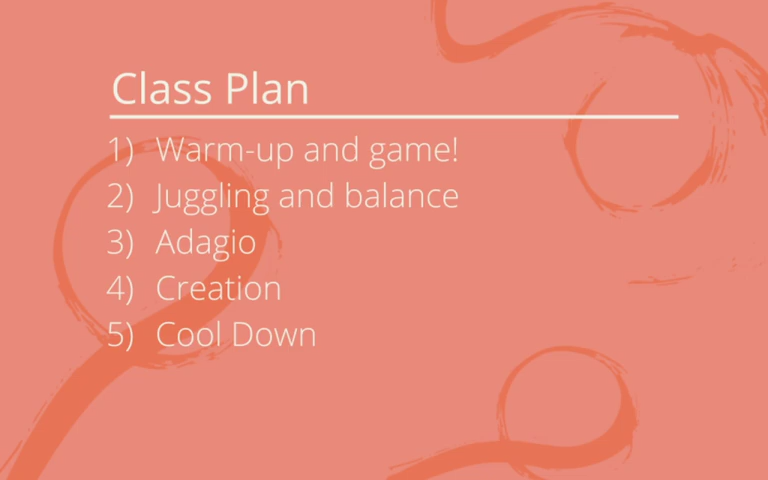 Class Plan
1) Warm-up and game!
2) Juggling and balance
3) Adagio
4) Creation
5) Cool Down